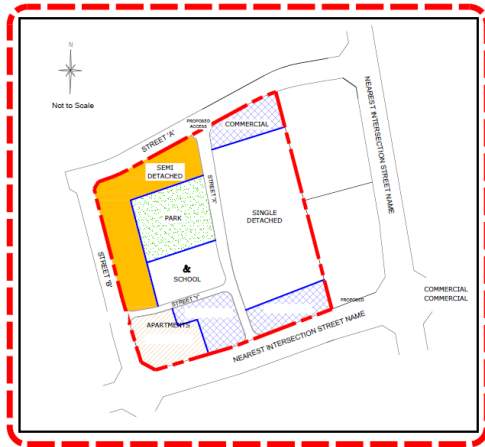 N
Not to Scale
STREET 'A'
PROPOSED
ACCESS
COMMERCIAL
NEAREST INTERSECTION STREET NAME
SEMI
DETACHED
STREET 'X'
PARK
SINGLE
DETACHED
STREET 'B'
&
SCHOOL
COMMERCIAL
COMMERCIAL
PROPOSED
APARTMENTS
NEAREST INTERSECTION STREET NAME